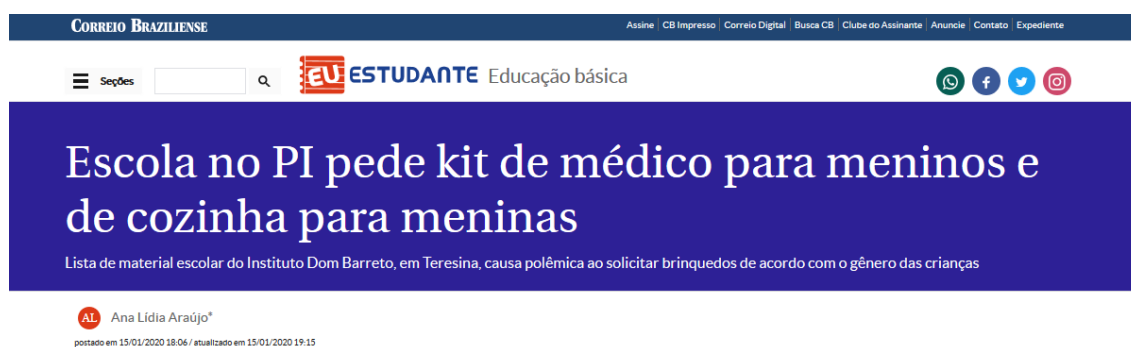 CORREIO BRAZILIENSE
Assine | CB Impresso | Correio Digital | Busca CB | Clube do Assinante | Anuncie | Contato | Expediente
Seções
EU ESTUDANTE Educação básica
Escola no PI pede kit de médico para meninos e
de cozinha para meninas
Lista de material escolar do Instituto Dom Barreto, em Teresina, causa polêmica ao solicitar brinquedos de acordo com o gênero das crianças
AL Ana Lídia Araújo*
postado em 15/01/2020 18:06 / atualizado em 15/01/2020 19:15